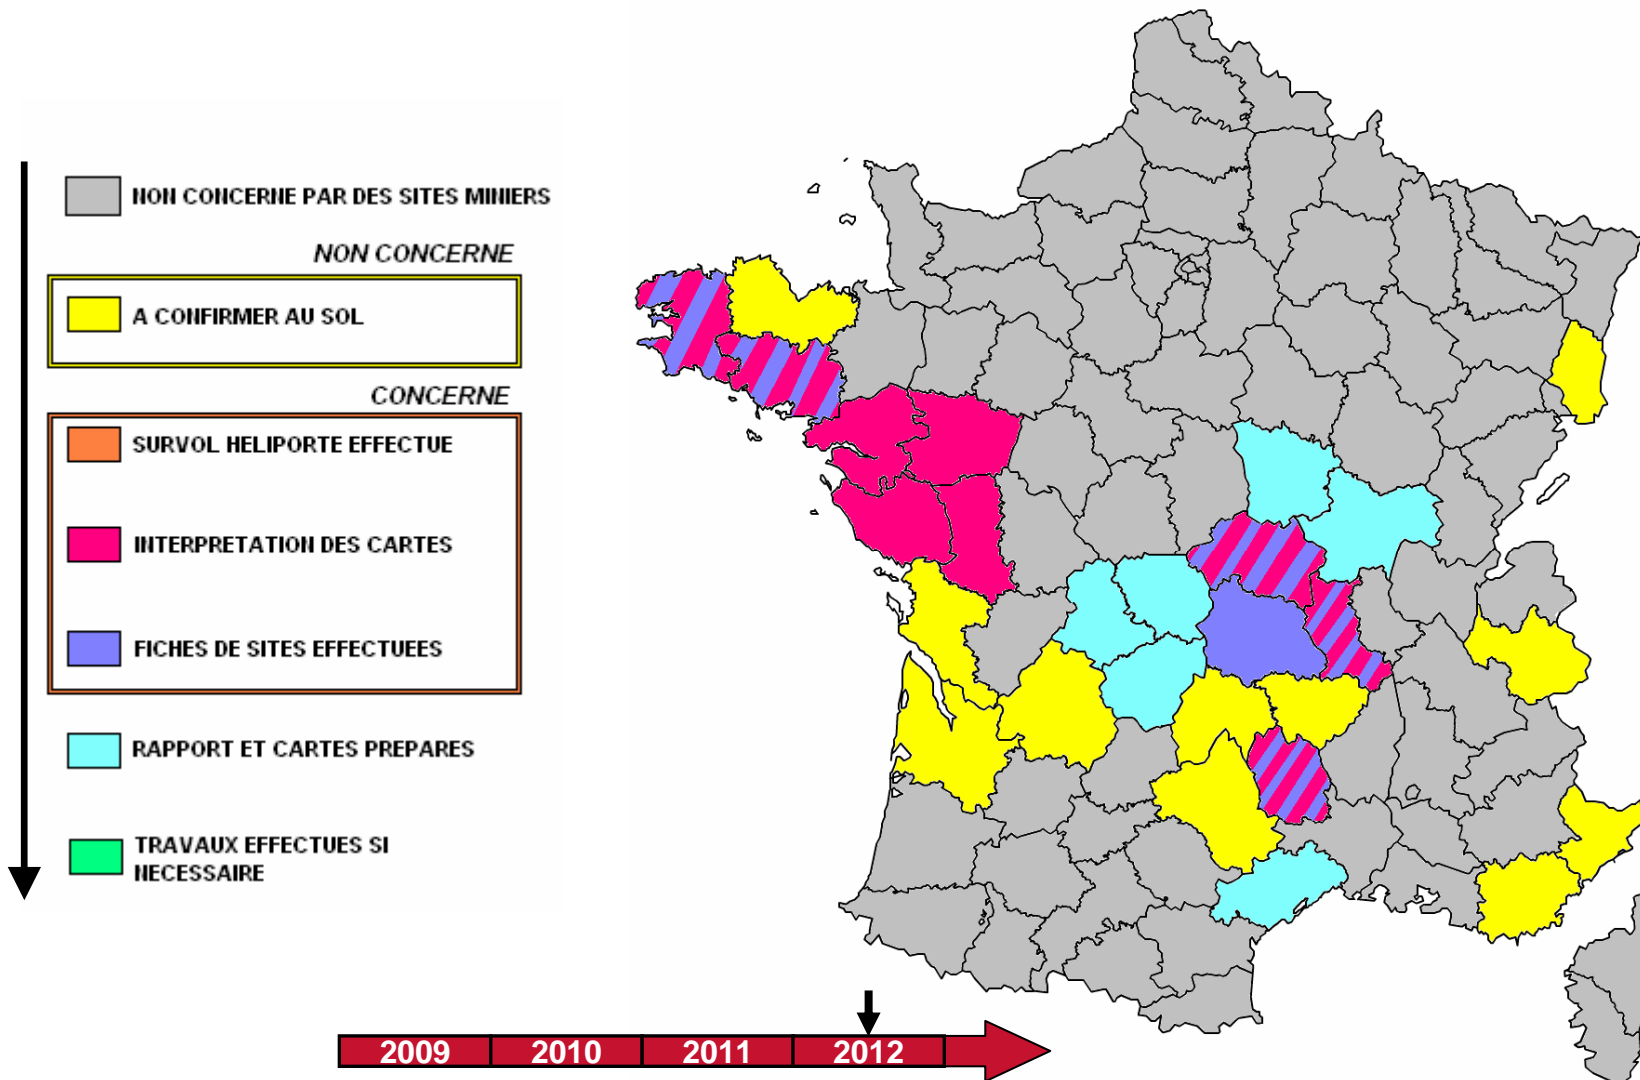 NON CONCERNE PAR DES SITES MINIERS
NON CONCERNE
A CONFIRMER AU SOL
CONCERNE
SURVOL HELIPORTE EFFECTUE
INTERPRETATION DES CARTES
FICHES DE SITES EFFECTUEES
RAPPORT ET CARTES PREPARES
TRAVAUX EFFECTUES SI
NECESSAIRE
2009 2010 2011 2012